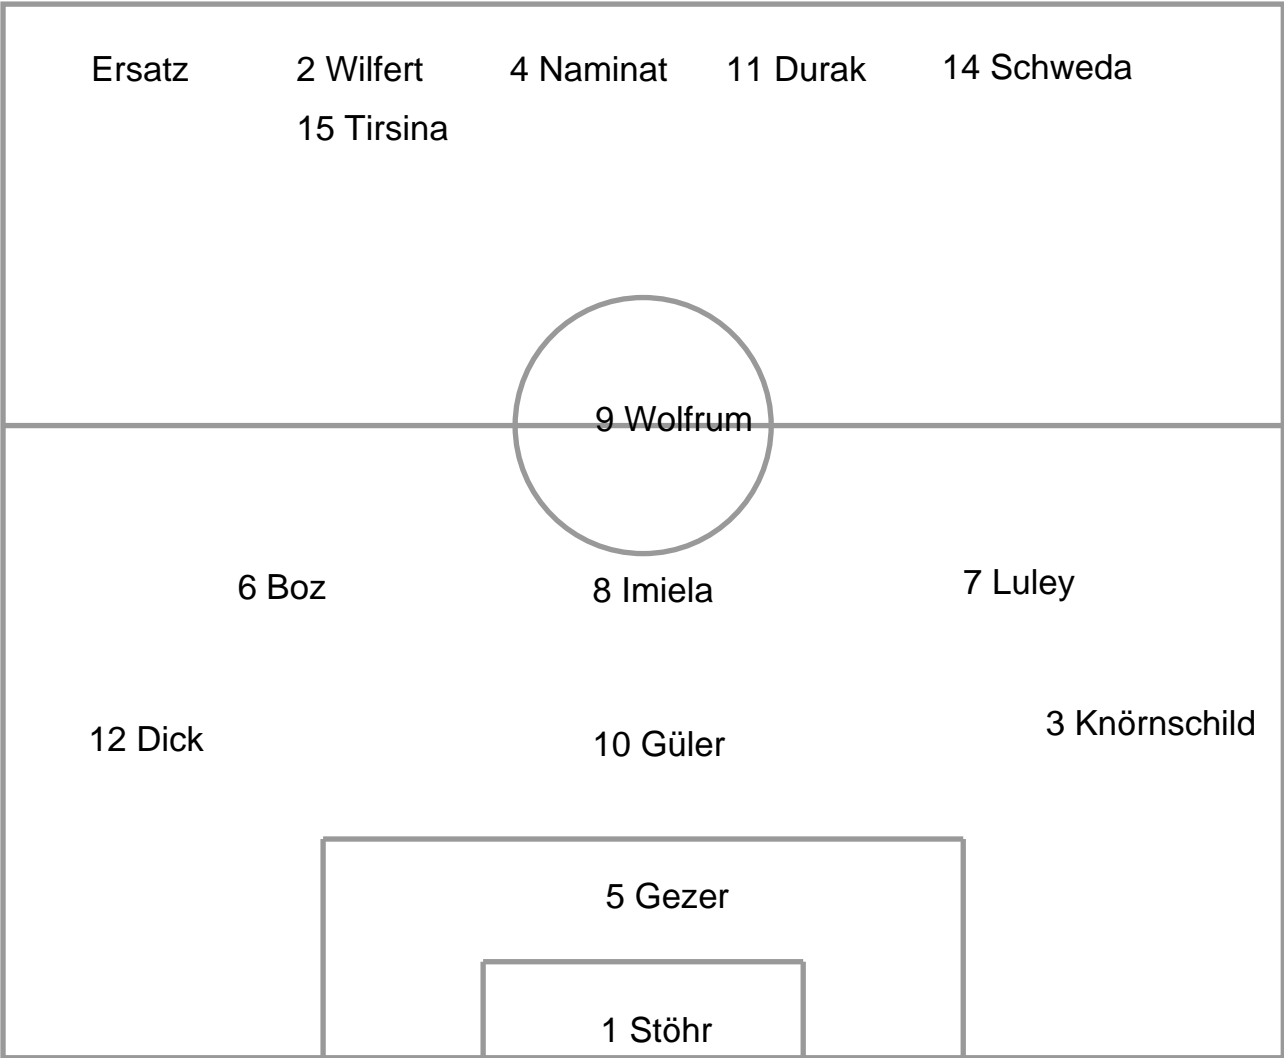 Ersatz 2 Wilfert 4 Naminat 11 Durak 14 Schweda
15 Tirsina
9 Wolfrum
6 Boz 8 Imiela 7 Luley
12 Dick 10 Güler 3 Knörnschild
5 Gezer
1 Stöhr